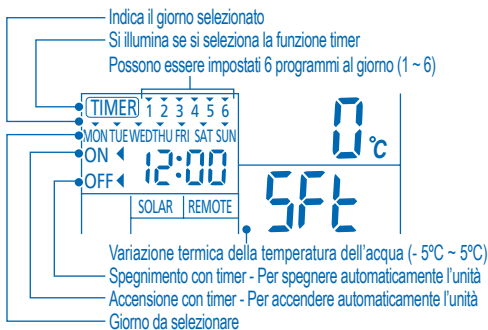 Indica il giorno selezionato
Si illumina se si seleziona la funzione timer
Possono essere impostati 6 programmi al giorno (1 ~ 6)
TIMER 1 2 3 4 5 6
MON TUE WED THU FRI SAT SUN
ON 12:00
OFF
0 °C
SOLAR REMOTE
SFt
Variazione termica della temperatura dell'acqua (- 5ºC ~ 5ºC)
Spegnimento con timer - Per spegnere automaticamente l'unità
Accensione con timer - Per accendere automaticamente l'unità
Giorno da selezionare